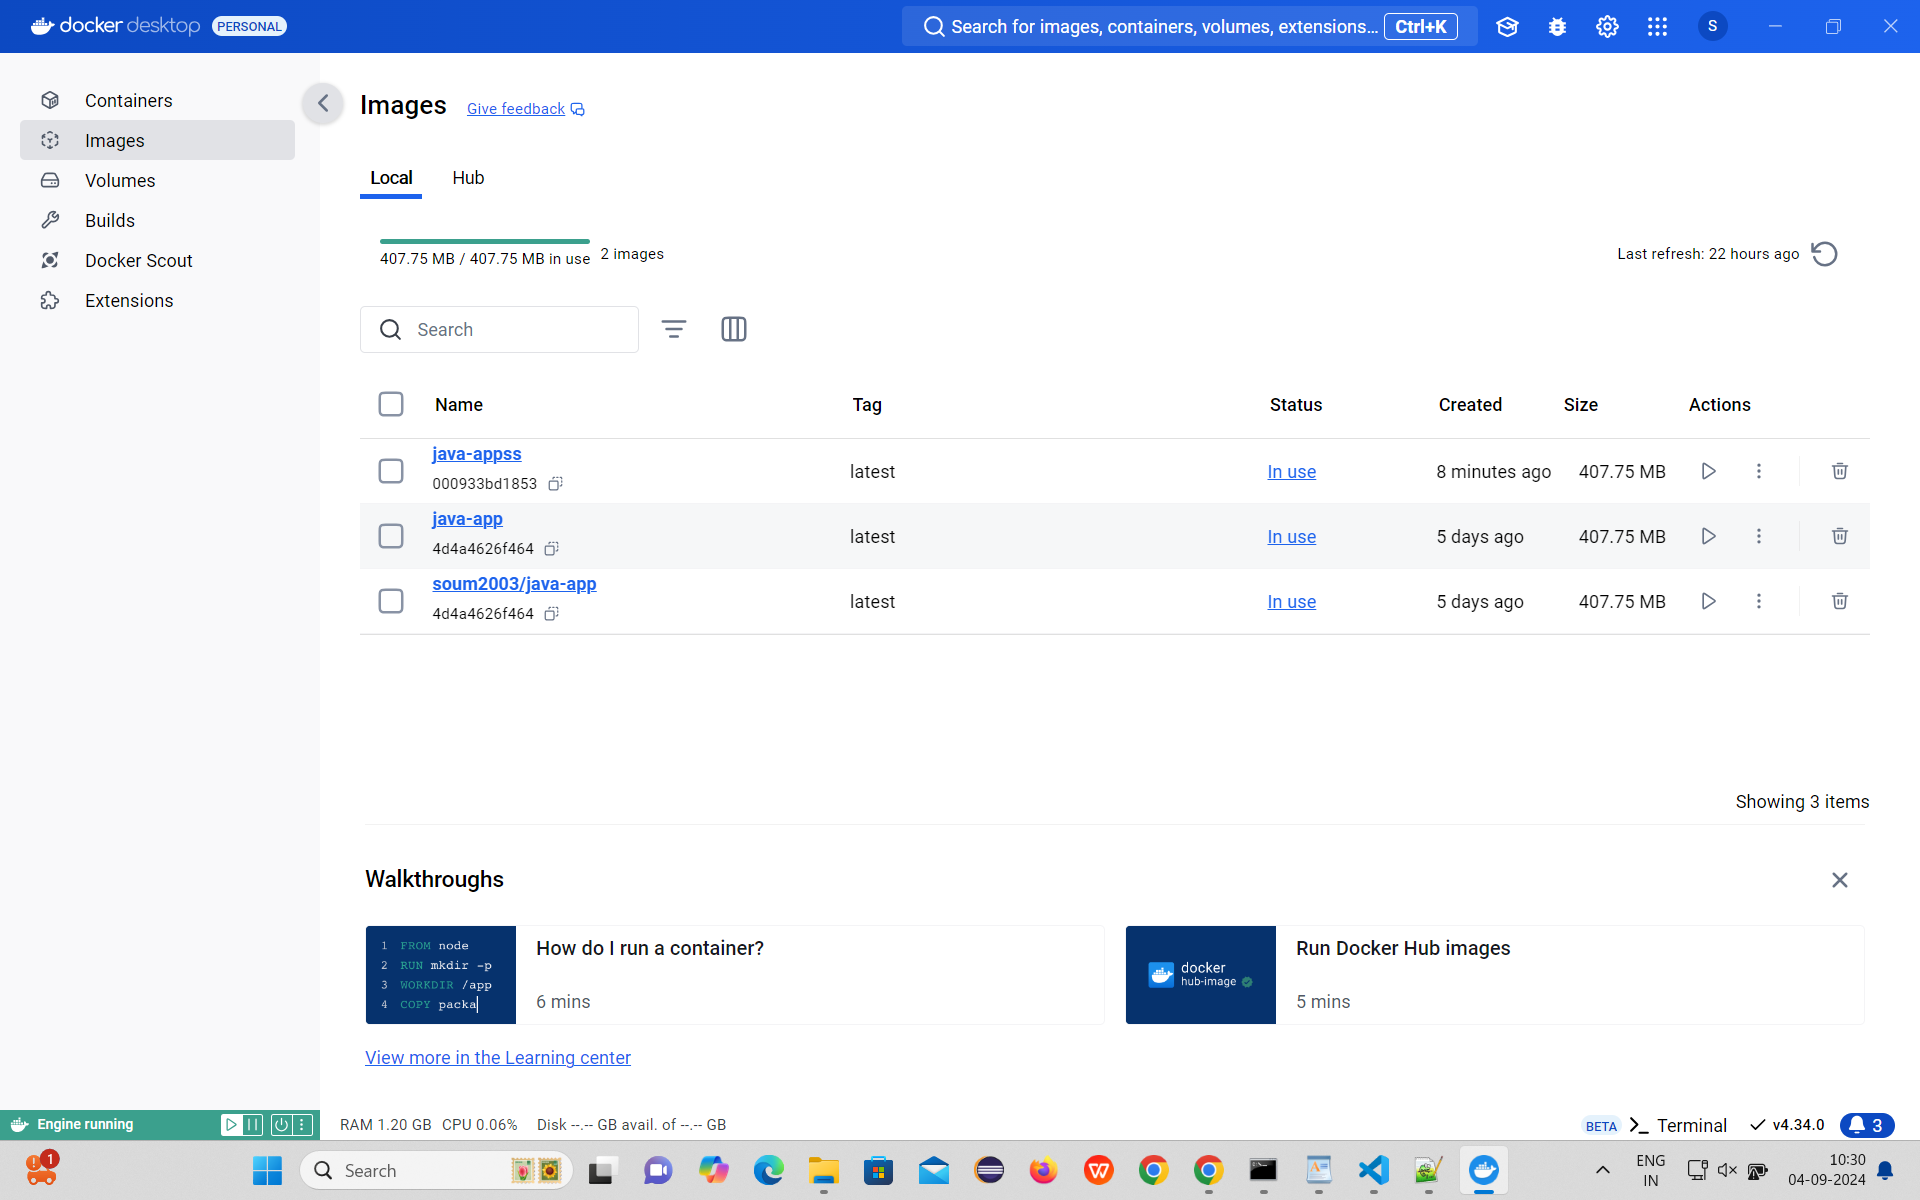 docker desktop PERSONAL
Search for images, containers, volumes, extensions... Ctrl+K
S
Containers
Images
Volumes
Builds
Docker Scout
Extensions
Images Give feedback
Local Hub
407.75 MB / 407.75 MB in use 2 images
Last refresh: 22 hours ago
Search
Name Tag Status Created Size Actions
java-appss
000933bd1853
latest In use 8 minutes ago 407.75 MB
java-app
4d4a4626f464
latest In use 5 days ago 407.75 MB
soum2003/java-app
4d4a4626f464
latest In use 5 days ago 407.75 MB
Showing 3 items
Walkthroughs
1 FROM node
2 RUN mkdir -p
3 WORKDIR /app
4 COPY packa
How do I run a container?
6 mins
docker
hub-image
Run Docker Hub images
5 mins
View more in the Learning center
Engine running
RAM 1.20 GB CPU 0.06% Disk --.-- GB avail. of --.-- GB
BETA Terminal v4.34.0 3
1
Search
ENG
IN
10:30
04-09-2024